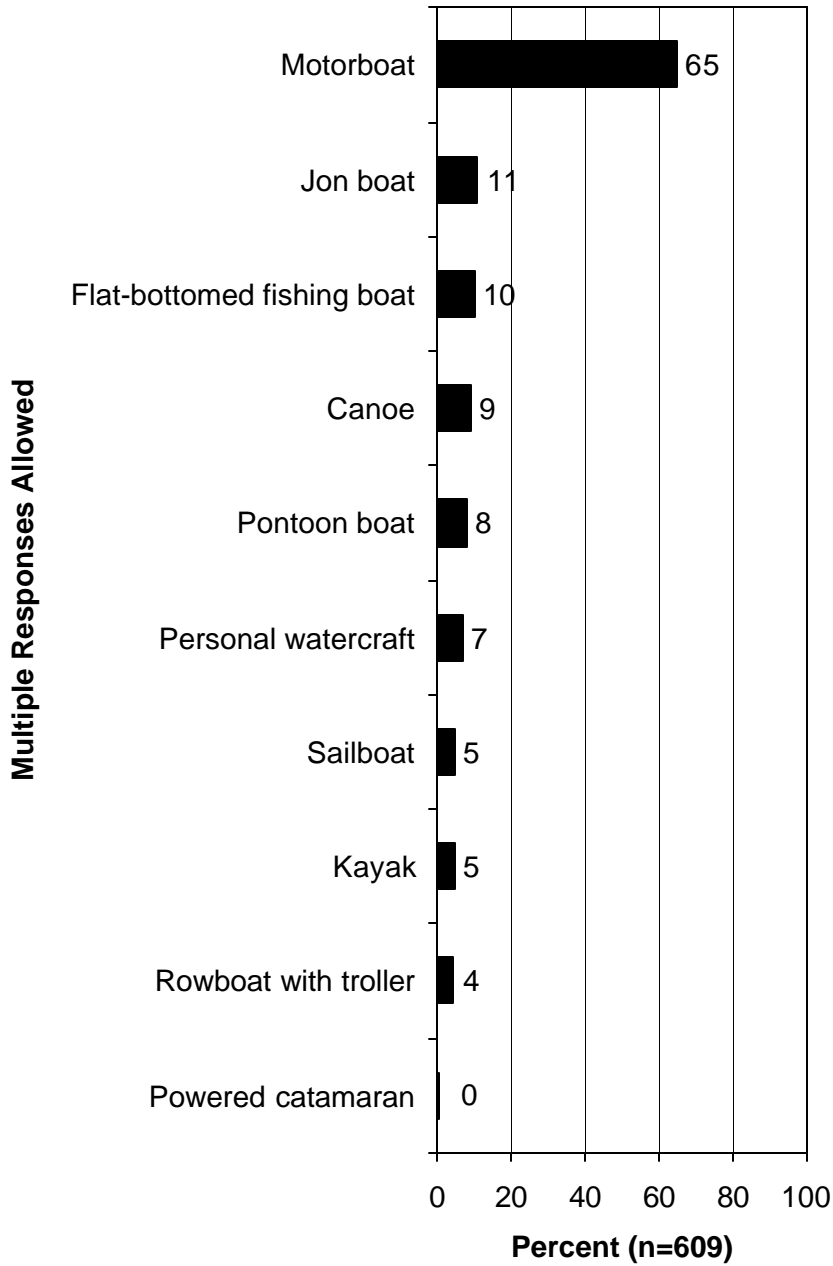 Multiple Responses Allowed
Motorboat 65
Jon boat 11
Flat-bottomed fishing boat 10
Canoe 9
Pontoon boat 8
Personal watercraft 7
Sailboat 5
Kayak 5
Rowboat with troller 4
Powered catamaran 0
0 20 40 60 80 100
Percent (n=609)